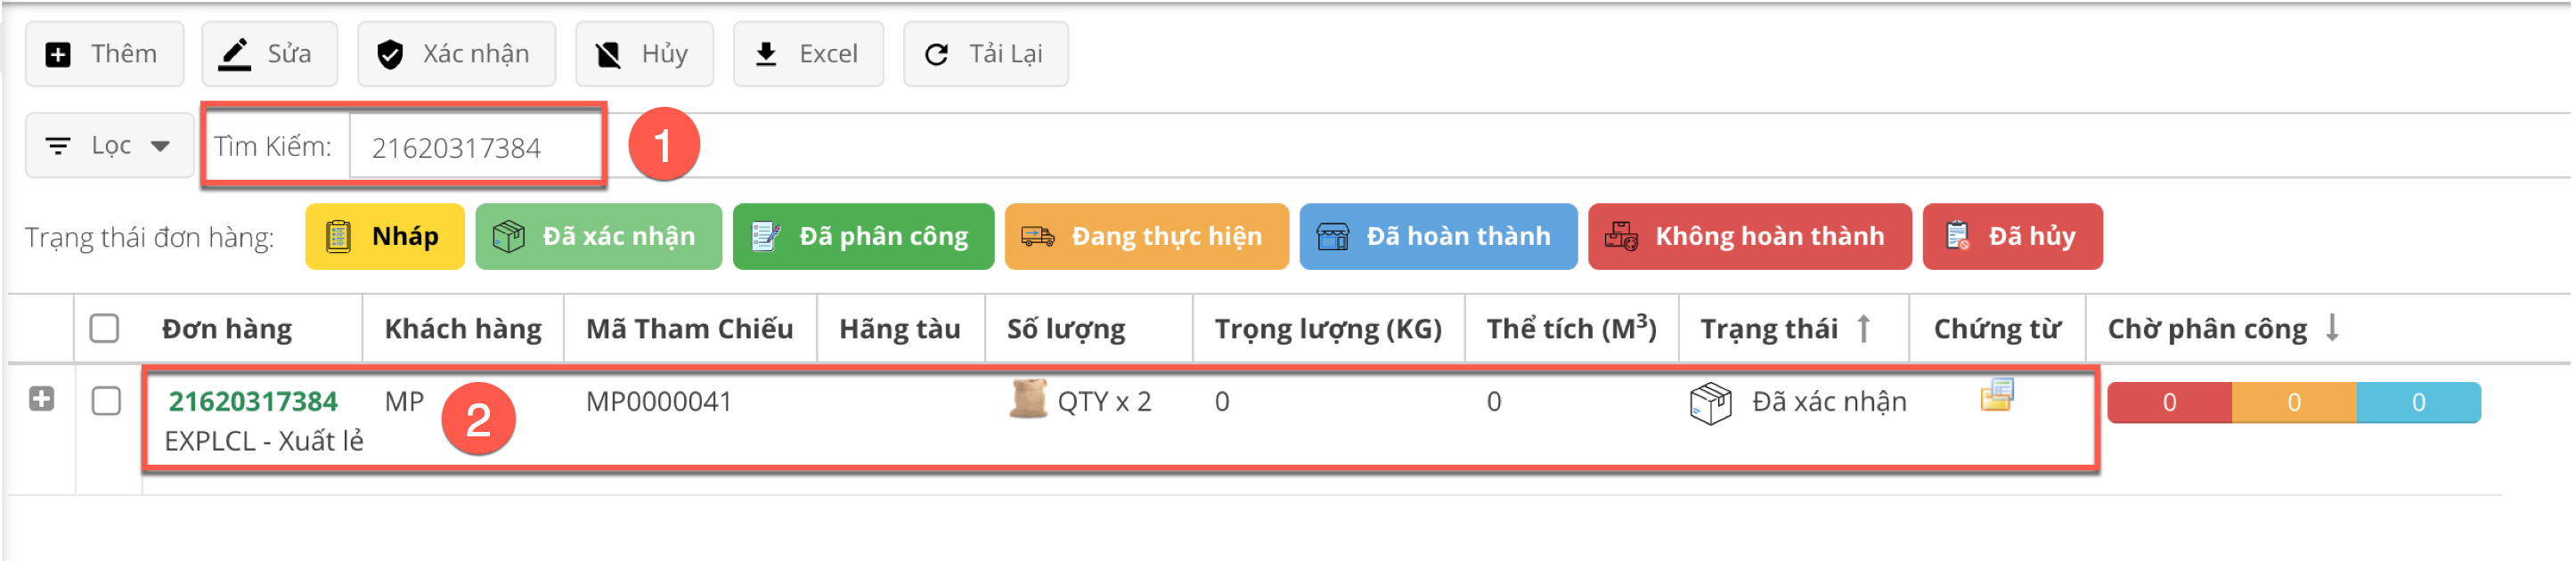 Thêm Sửa Xác nhận Hủy Excel Tải Lại
Lọc Tìm Kiếm: 21620317384 1
Trạng thái đơn hàng: Nháp Đã xác nhận Đã phân công Đang thực hiện Đã hoàn thành Không hoàn thành Đã hủy
Đơn hàng Khách hàng Mã Tham Chiếu Hãng tàu Số lượng Trọng lượng (KG) Thể tích (M³) Trạng thái ↑ Chứng từ Chờ phân công ↓
21620317384 MP 2 MP0000041 QTY x 2 0 0 Đã xác nhận 0 0 0
EXPLCL - Xuất lẻ